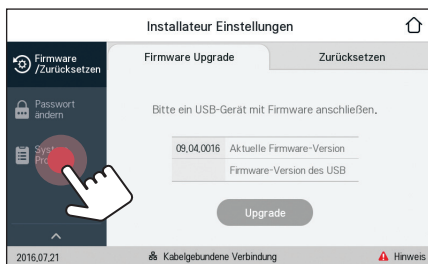 Installateur Einstellungen
Firmware
/Zurücksetzen
Firmware Upgrade
Zurücksetzen
Passwort
ändern
Bitte ein USB-Gerät mit Firmware anschließen.
09.04.0016 Aktuelle Firmware-Version
Firmware-Version des USB
Upgrade
2016.07.21
Kabelgebundene Verbindung
Hinweis